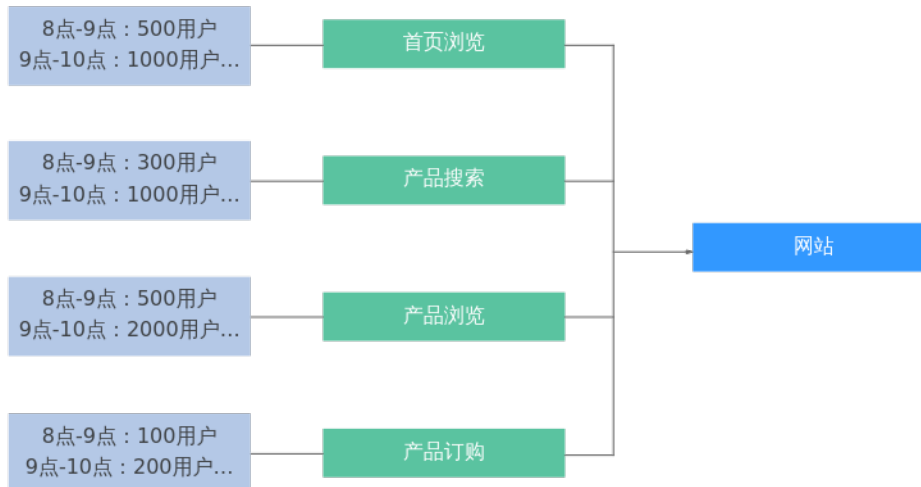 8点-9点：500用户
9点-10点：1000用户...
首页浏览
8点-9点：300用户
9点-10点：1000用户...
产品搜索
网站
8点-9点：500用户
9点-10点：2000用户...
产品浏览
8点-9点：100用户
9点-10点：200用户...
产品订购